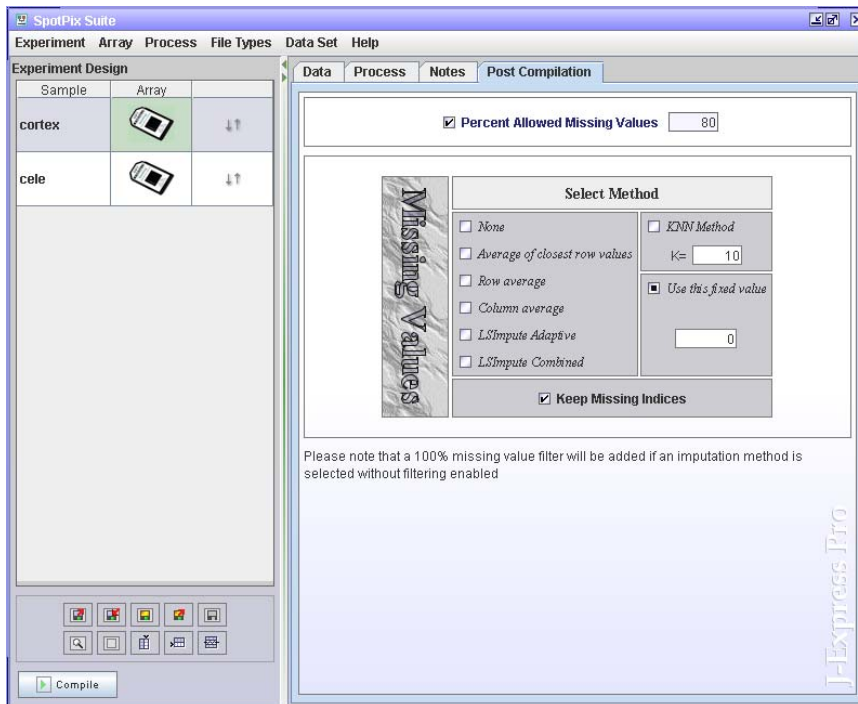 SpotPix Suite
Experiment Array Process File Types Data Set Help
Experiment Design
Sample Array
cortex
cele
Compile
Data Process Notes Post Compilation
Percent Allowed Missing Values 80
Missing Values
Select Method
None
Average of closest row values
Row average
Column average
LSImpute Adaptive
LSImpute Combined
KNN Method
K= 10
Use this fixed value
0
Keep Missing Indices
Please note that a 100% missing value filter will be added if an imputation method is
selected without filtering enabled
J-Express Pro